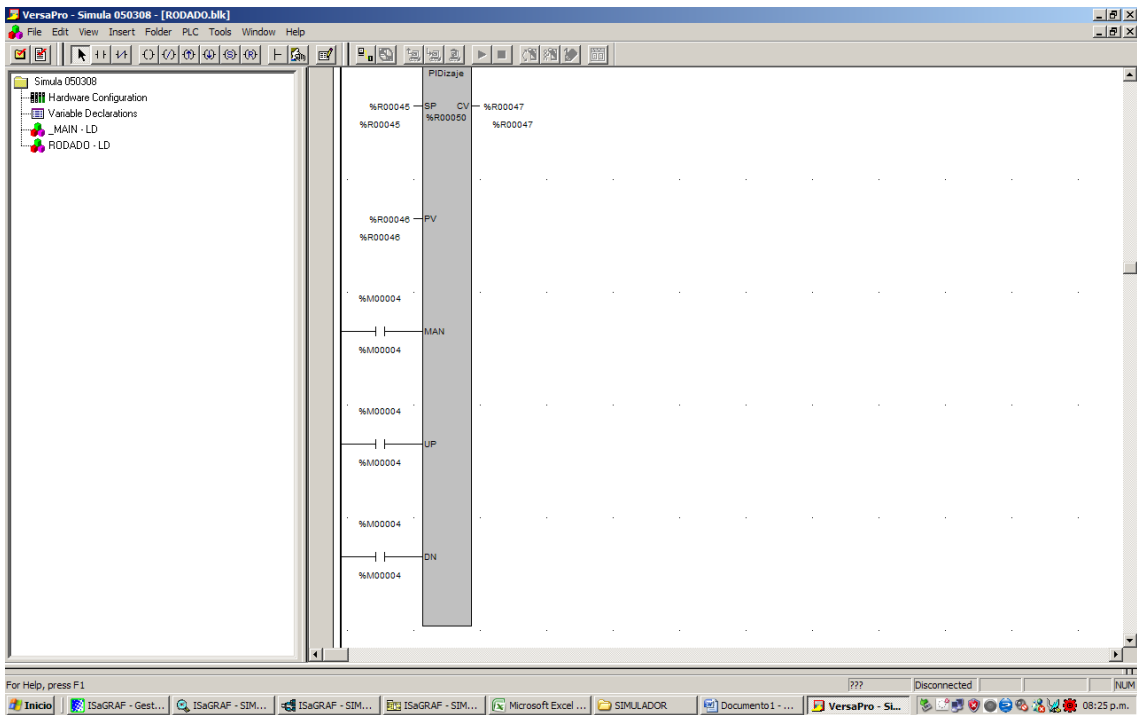 VersaPro - Simula 050308 - [RODADO.blk]
File Edit View Insert Folder PLC Tools Window Help
Simula 050308
Hardware Configuration
Variable Declarations
_MAIN - LD
RODADO - LD
PIDizaje
%R00045 SP CV %R00047
%R00045 %R00050 %R00047
%R00046 PV
%R00046
%M00004
MAN
%M00004
%M00004
UP
%M00004
%M00004
DN
%M00004
For Help, press F1 ??? Disconnected NUM
Inicio ISaGRAF - Gest... ISaGRAF - SIM... ISaGRAF - SIM... ISaGRAF - SIM... Microsoft Excel ... SIMULADOR Documento1 - ... VersaPro - Si... 08:25 p.m.